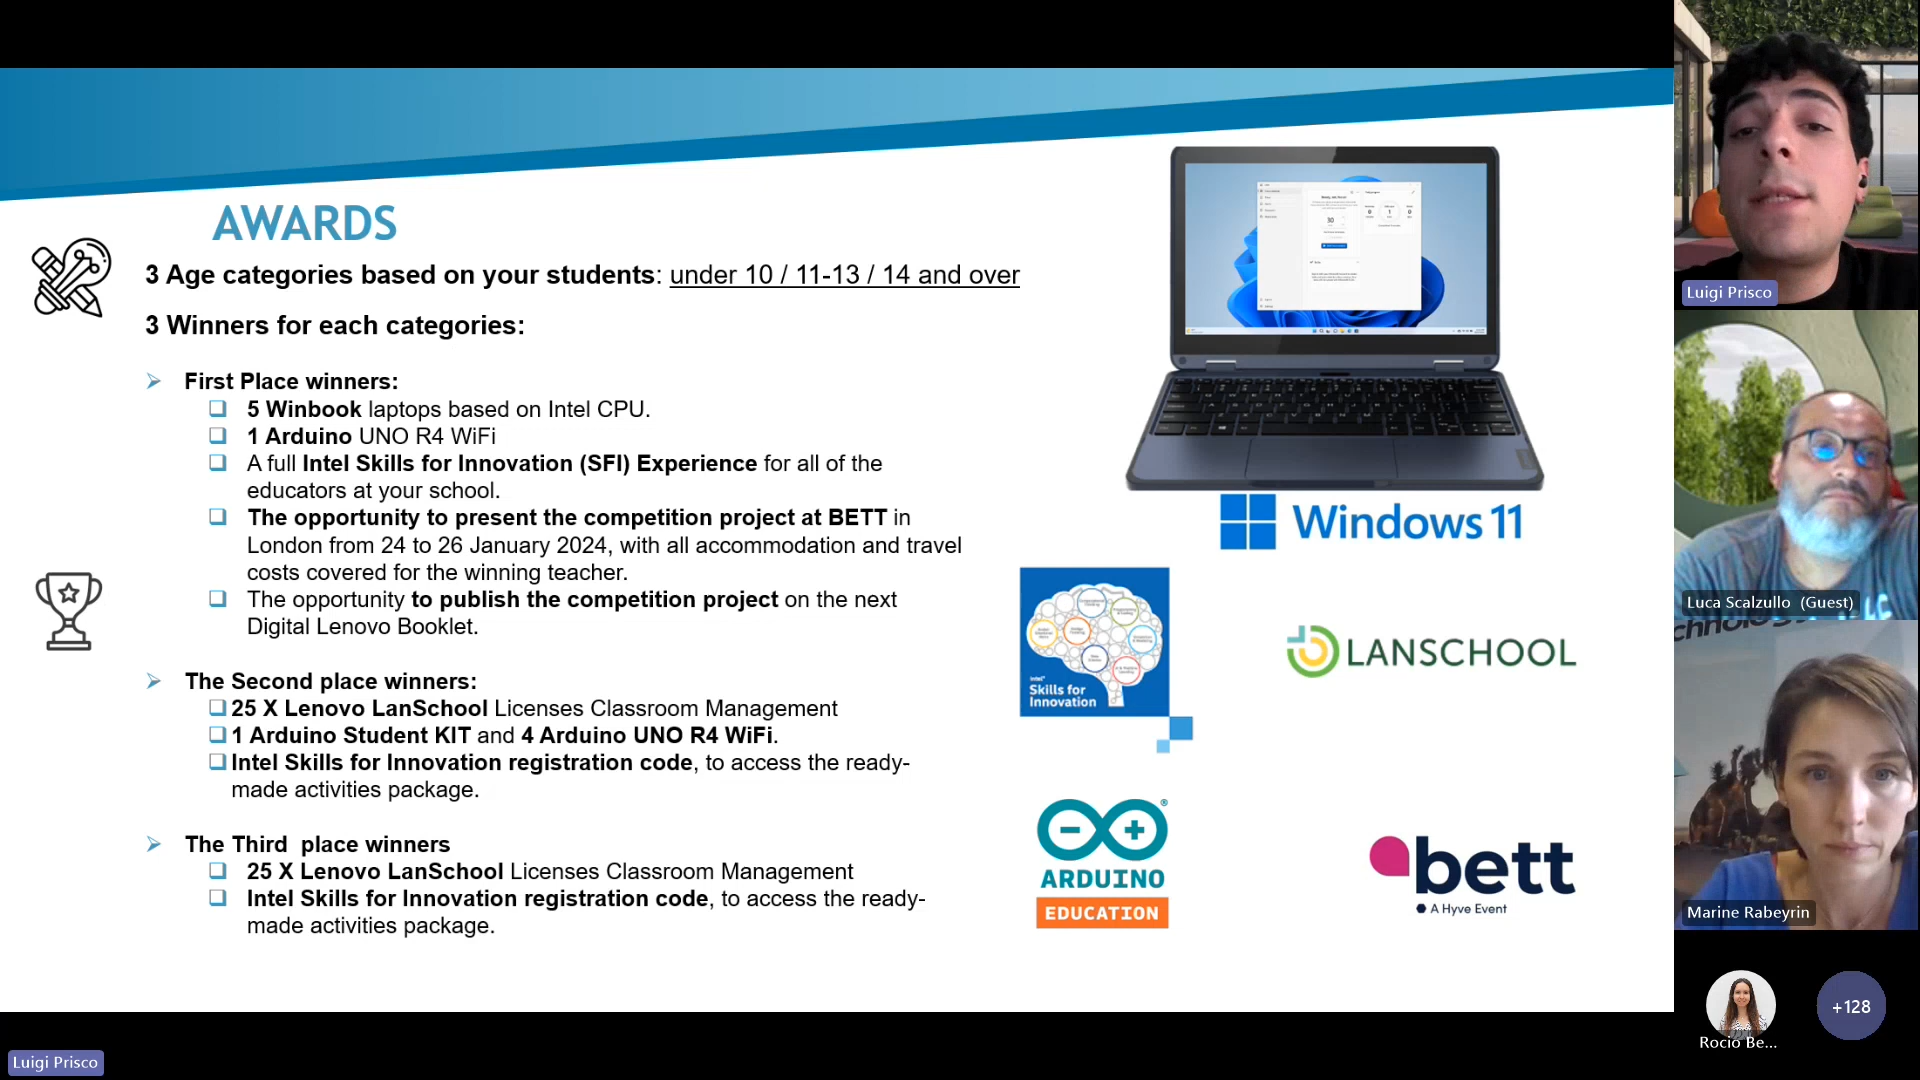 AWARDS
3 Age categories based on your students: under 10 / 11-13 / 14 and over
3 Winners for each categories:
First Place winners:
5 Winbook laptops based on Intel CPU.
1 Arduino UNO R4 WiFi
A full Intel Skills for Innovation (SFI) Experience for all of the
educators at your school.
The opportunity to present the competition project at BETT in
London from 24 to 26 January 2024, with all accommodation and travel
costs covered for the winning teacher.
The opportunity to publish the competition project on the next
Digital Lenovo Booklet.
The Second place winners:
25 X Lenovo LanSchool Licenses Classroom Management
1 Arduino Student KIT and 4 Arduino UNO R4 WiFi.
Intel Skills for Innovation registration code, to access the ready-
made activities package.
The Third place winners
25 X Lenovo LanSchool Licenses Classroom Management
Intel Skills for Innovation registration code, to access the ready-
made activities package.
30
Windows 11
intel
Skills for
Innovation
LANSCHOOL
ARDUINO
EDUCATION
bett
A Hyve Event
Luigi Prisco
Luca Scalzullo (Guest)
Marine Rabeyrin
Rocio Be...
+128
Luigi Prisco